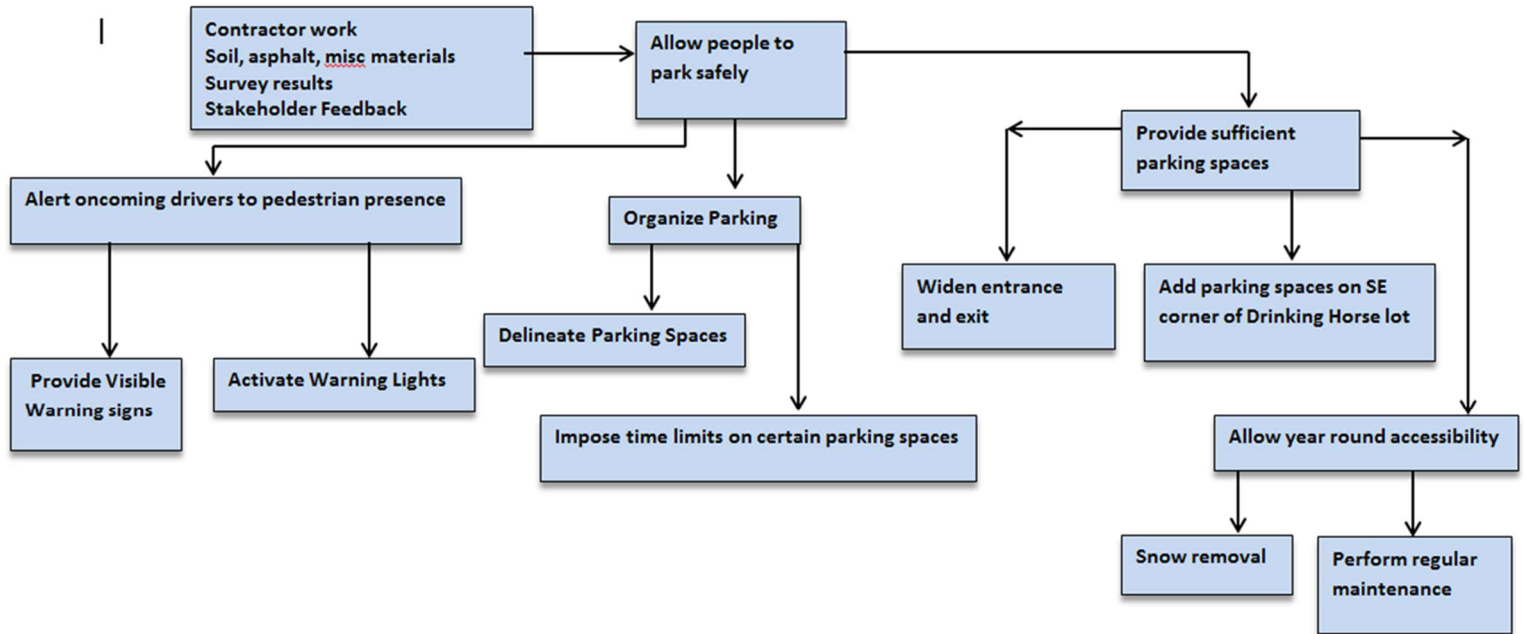 Contractor work
Soil, asphalt, misc materials
Survey results
Stakeholder Feedback
Allow people to
park safely
Provide sufficient
parking spaces
Alert oncoming drivers to pedestrian presence
Organize Parking
Widen entrance
and exit
Add parking spaces on SE
corner of Drinking Horse lot
Delineate Parking Spaces
Provide Visible
Warning signs
Activate Warning Lights
Impose time limits on certain parking spaces
Allow year round accessibility
Snow removal
Perform regular
maintenance